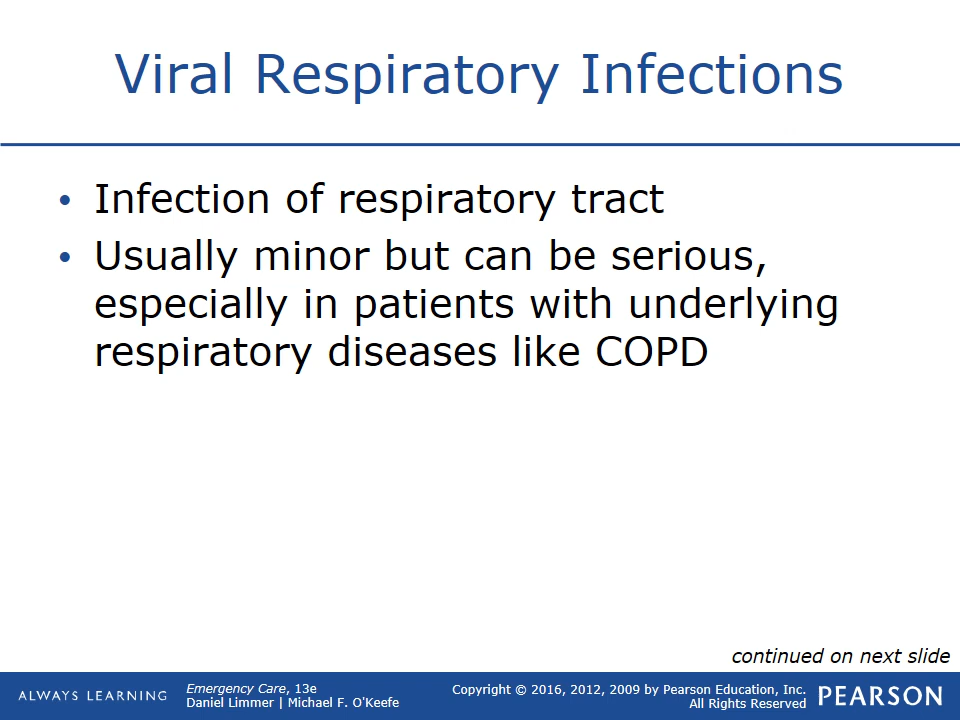 Viral Respiratory Infections
• Infection of respiratory tract
• Usually minor but can be serious,
especially in patients with underlying
respiratory diseases like COPD
continued on next slide
ALWAYS LEARNING
Emergency Care, 13e
Daniel Limmer | Michael F. O'Keefe
Copyright © 2016, 2012, 2009 by Pearson Education, Inc.
All Rights Reserved
PEARSON